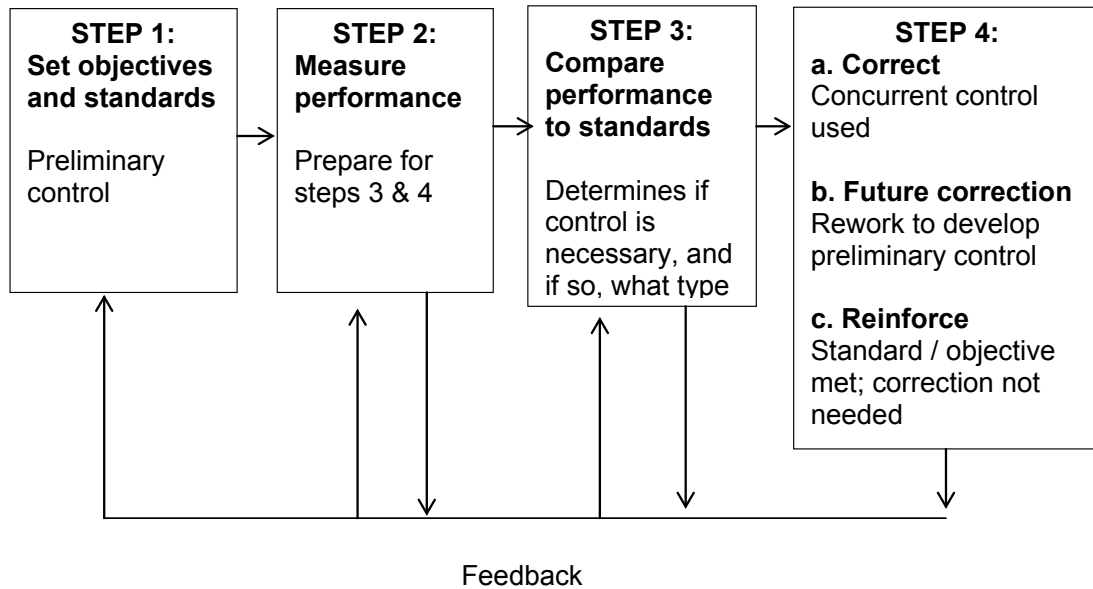 STEP 1:
Set objectives
and standards
Preliminary
control
STEP 2:
Measure
performance
Prepare for
steps 3 & 4
STEP 3:
Compare
performance
to standards
Determines if
control is
necessary, and
if so, what type
STEP 4:
a. Correct
Concurrent control
used
b. Future correction
Rework to develop
preliminary control
c. Reinforce
Standard / objective
met; correction not
needed
Feedback